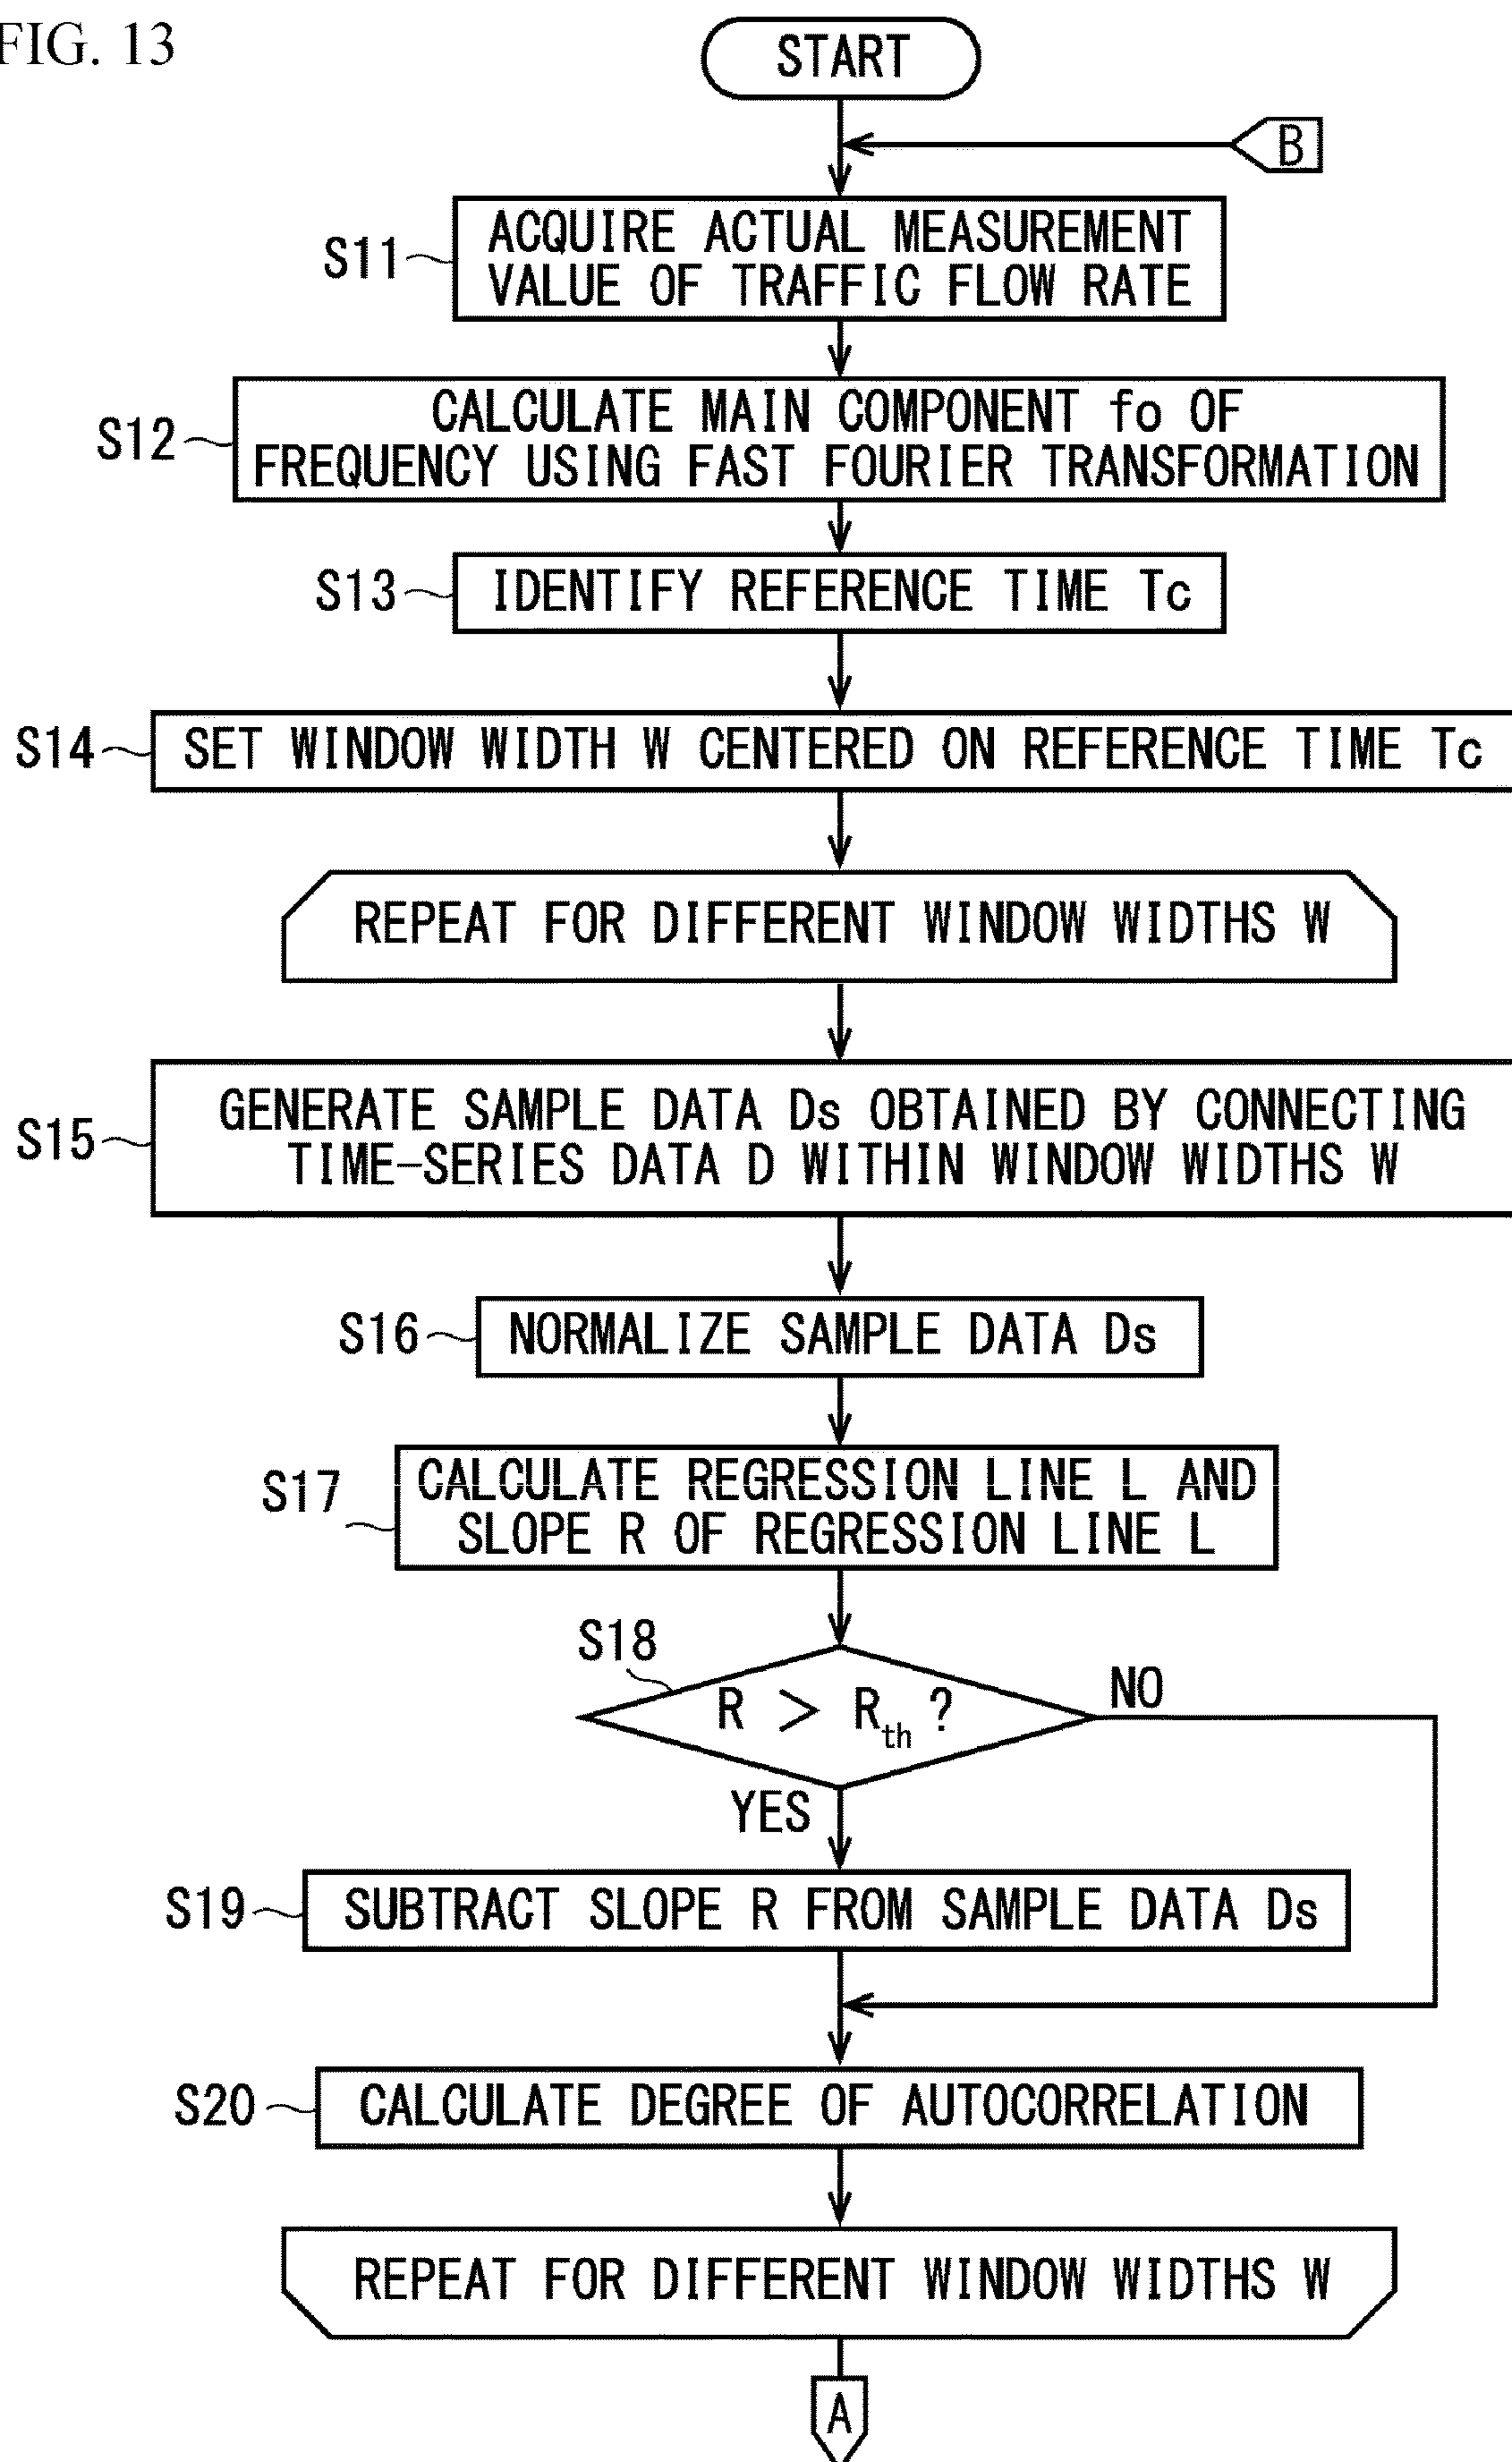 FIG. 13
START
B
S11
ACQUIRE ACTUAL MEASUREMENT
VALUE OF TRAFFIC FLOW RATE
S12
CALCULATE MAIN COMPONENT fo OF
FREQUENCY USING FAST FOURIER TRANSFORMATION
S13
IDENTIFY REFERENCE TIME Tc
S14
SET WINDOW WIDTH W CENTERED ON REFERENCE TIME Tc
REPEAT FOR DIFFERENT WINDOW WIDTHS W
S15
GENERATE SAMPLE DATA Ds OBTAINED BY CONNECTING
TIME-SERIES DATA D WITHIN WINDOW WIDTHS W
S16
NORMALIZE SAMPLE DATA Ds
S17
CALCULATE REGRESSION LINE L AND
SLOPE R OF REGRESSION LINE L
S18
R > Rth ?
NO
YES
S19
SUBTRACT SLOPE R FROM SAMPLE DATA Ds
S20
CALCULATE DEGREE OF AUTOCORRELATION
REPEAT FOR DIFFERENT WINDOW WIDTHS W
A